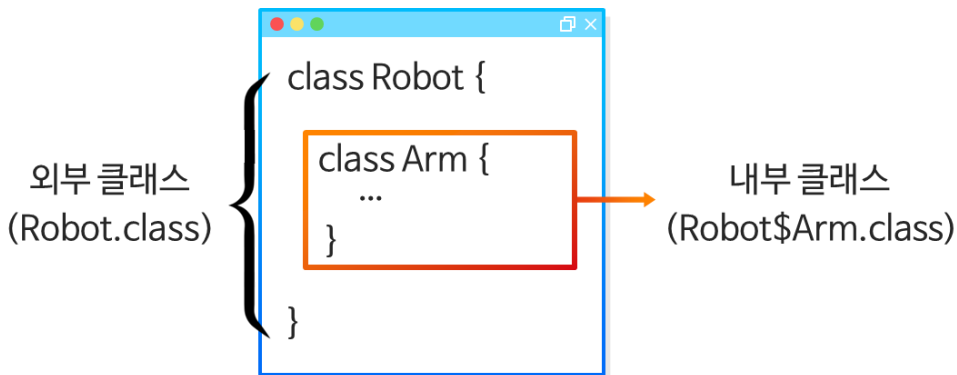 class Robot {
class Arm {
...
}
}
외부 클래스
(Robot.class)
내부 클래스
(Robot$Arm.class)